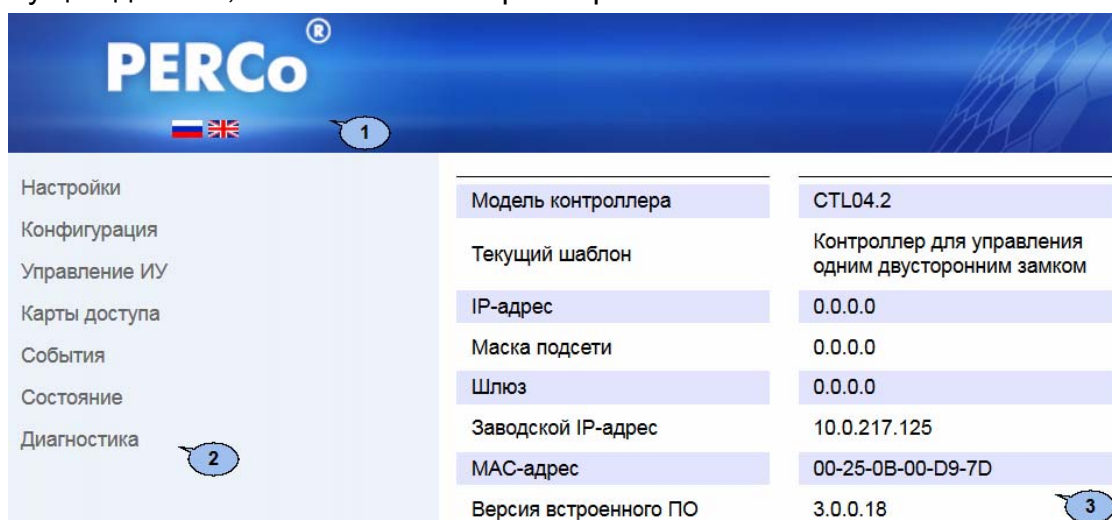 PERCo®
1
Настройки
Конфигурация
Управление ИУ
Карты доступа
События
Состояние
Диагностика
2
Модель контроллера CTL04.2
Текущий шаблон Контроллер для управления
одним двусторонним замком
IP-адрес 0.0.0.0
Маска подсети 0.0.0.0
Шлюз 0.0.0.0
Заводской IP-адрес 10.0.217.125
MAC-адрес 00-25-0B-00-D9-7D
Версия встроенного ПО 3.0.0.18
3